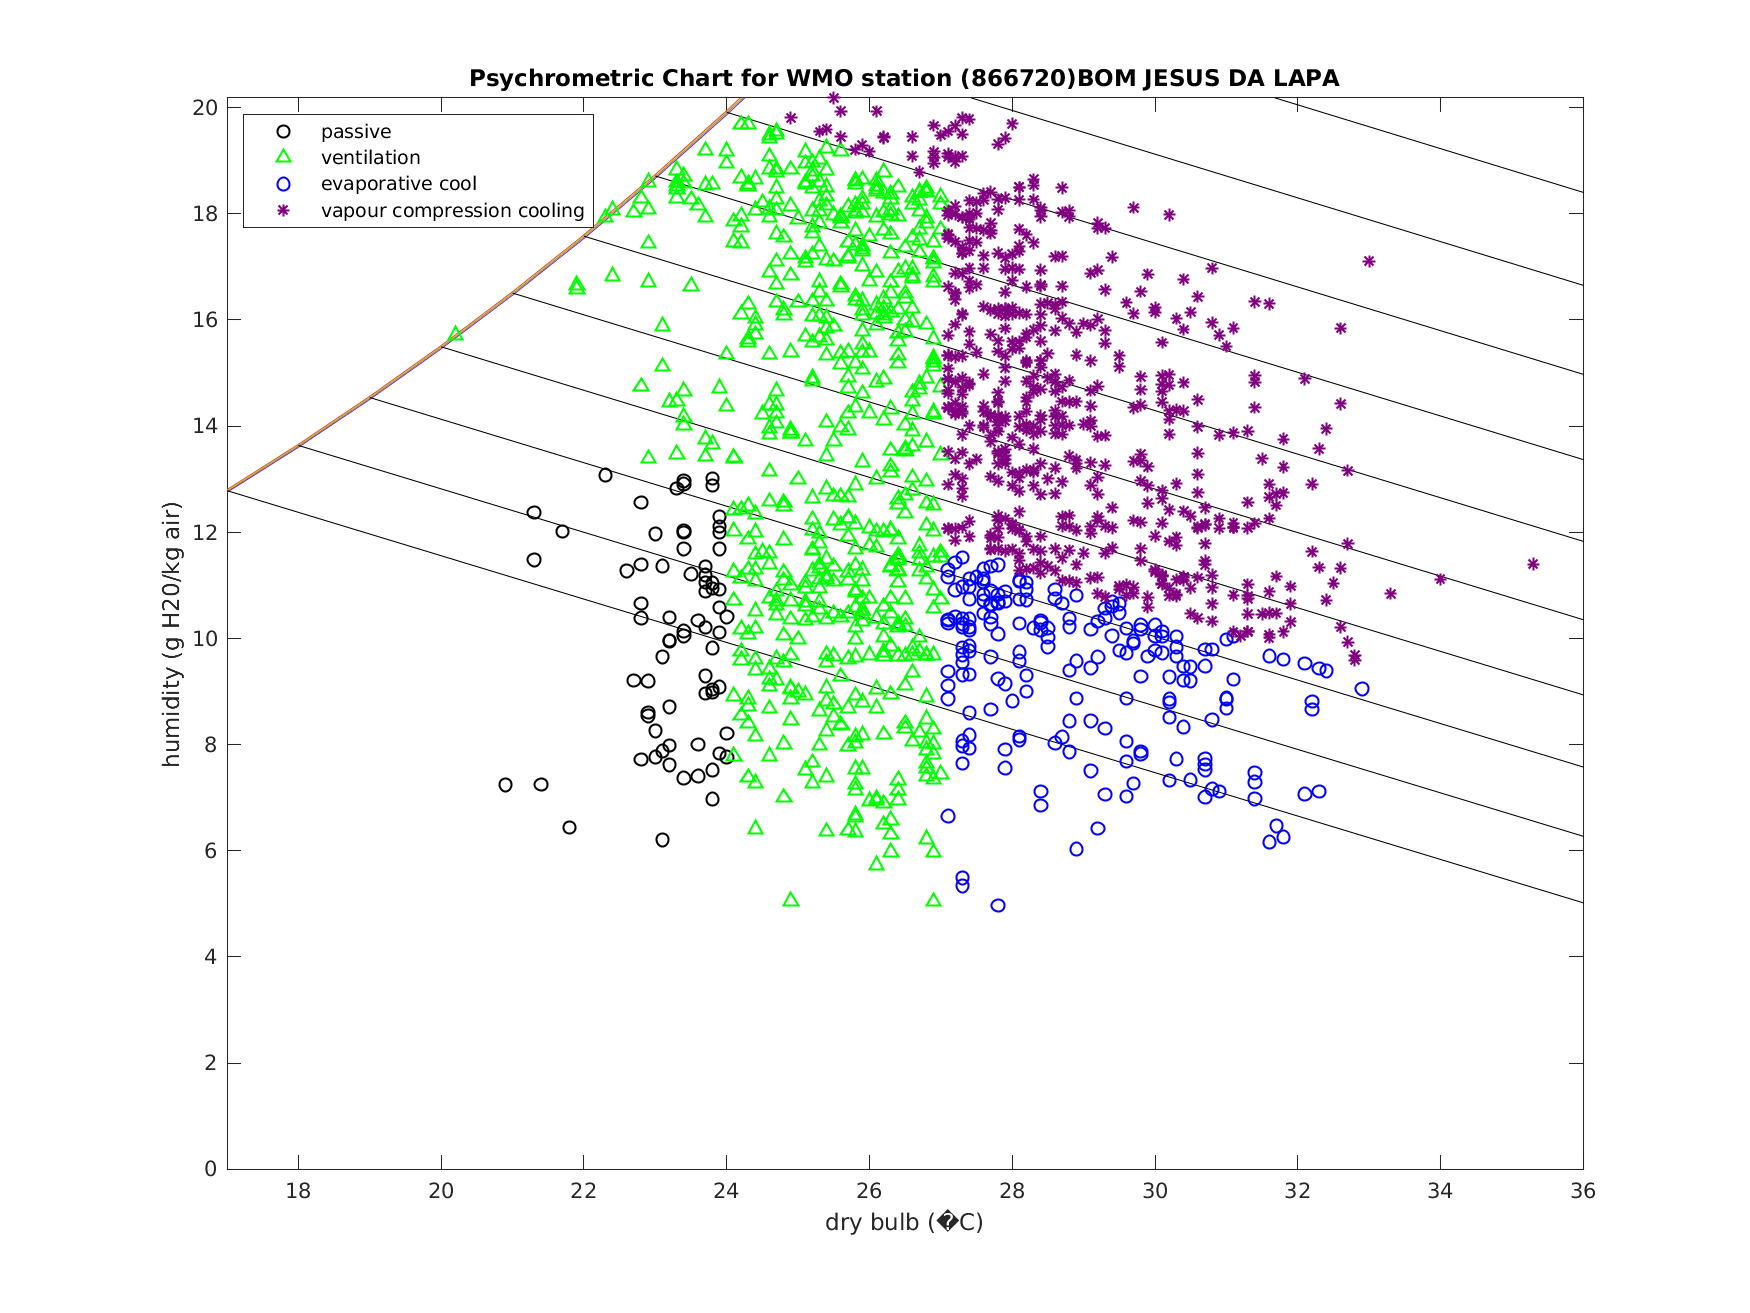 Psychrometric Chart for WMO station (866720)BOM JESUS DA LAPA
passive
ventilation
evaporative cool
vapour compression cooling
20
18
16
14
12
10
8
6
4
2
0
humidity (g H20/kg air)
18 20 22 24 26 28 30 32 34 36
dry bulb (�C)